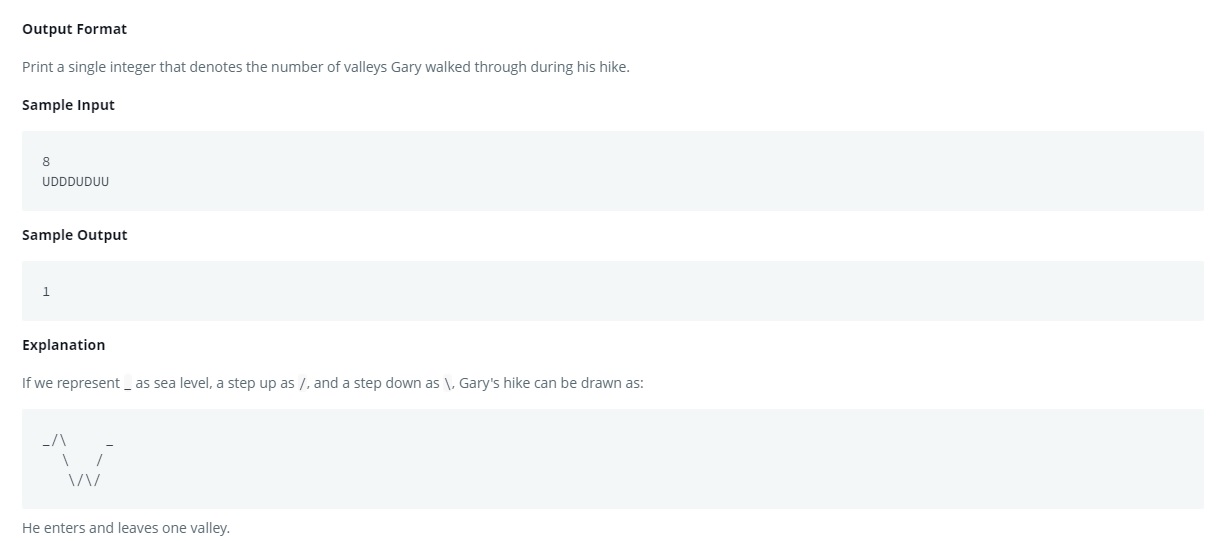 Output Format
Print a single integer that denotes the number of valleys Gary walked through during his hike.
Sample Input
8
UDDDUDUU
Sample Output
1
Explanation
If we represent _ as sea level, a step up as /, and a step down as \, Gary's hike can be drawn as:
_/\      _
   \    /
    \/\/
He enters and leaves one valley.